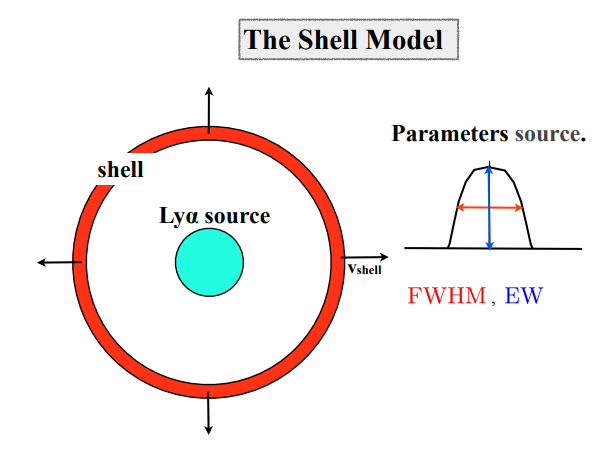 The Shell Model
Parameters source.
shell
Lyα source
vshell
FWHM , EW